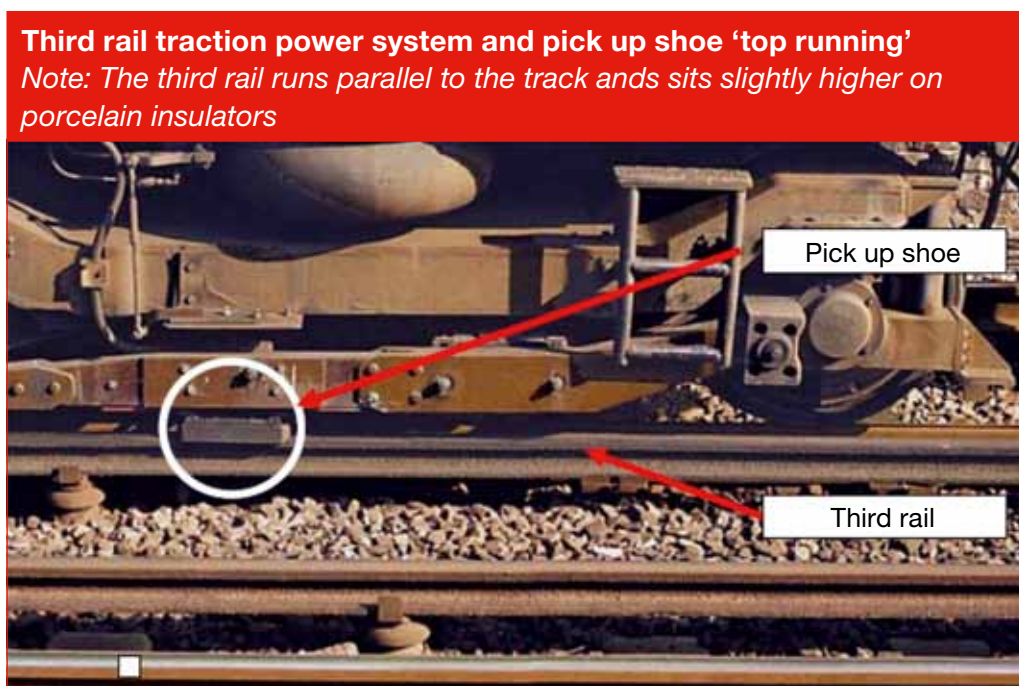 Third rail traction power system and pick up shoe ‘top running’
Note: The third rail runs parallel to the track ands sits slightly higher on
porcelain insulators
Pick up shoe
Third rail